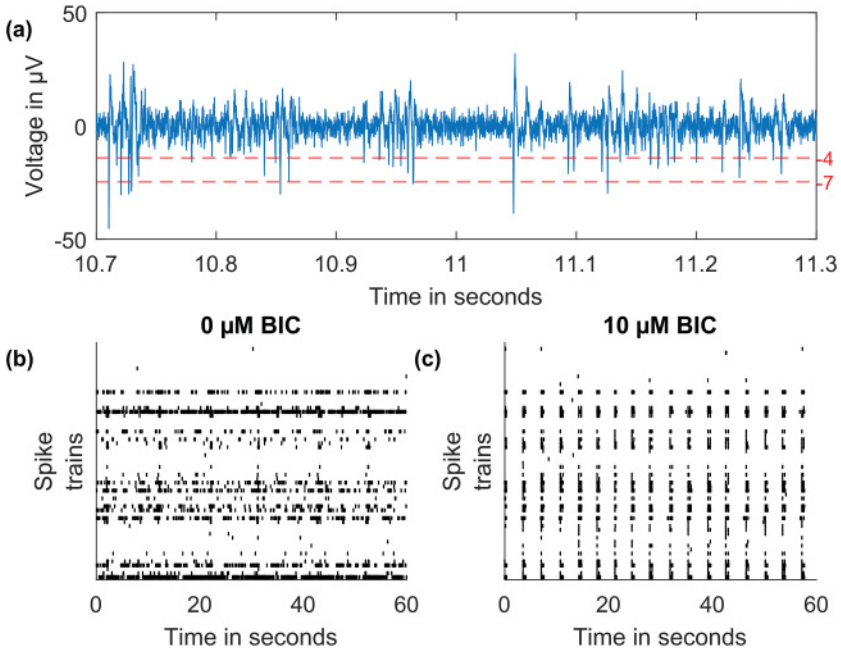 (a)
Voltage in µV
50
0
-50
-4
-7
10.7 10.8 10.9 11 11.1 11.2 11.3
Time in seconds
0 µM BIC
(b)
Spike
trains
0 20 40 60
Time in seconds
10 µM BIC
(c)
Spike
trains
0 20 40 60
Time in seconds